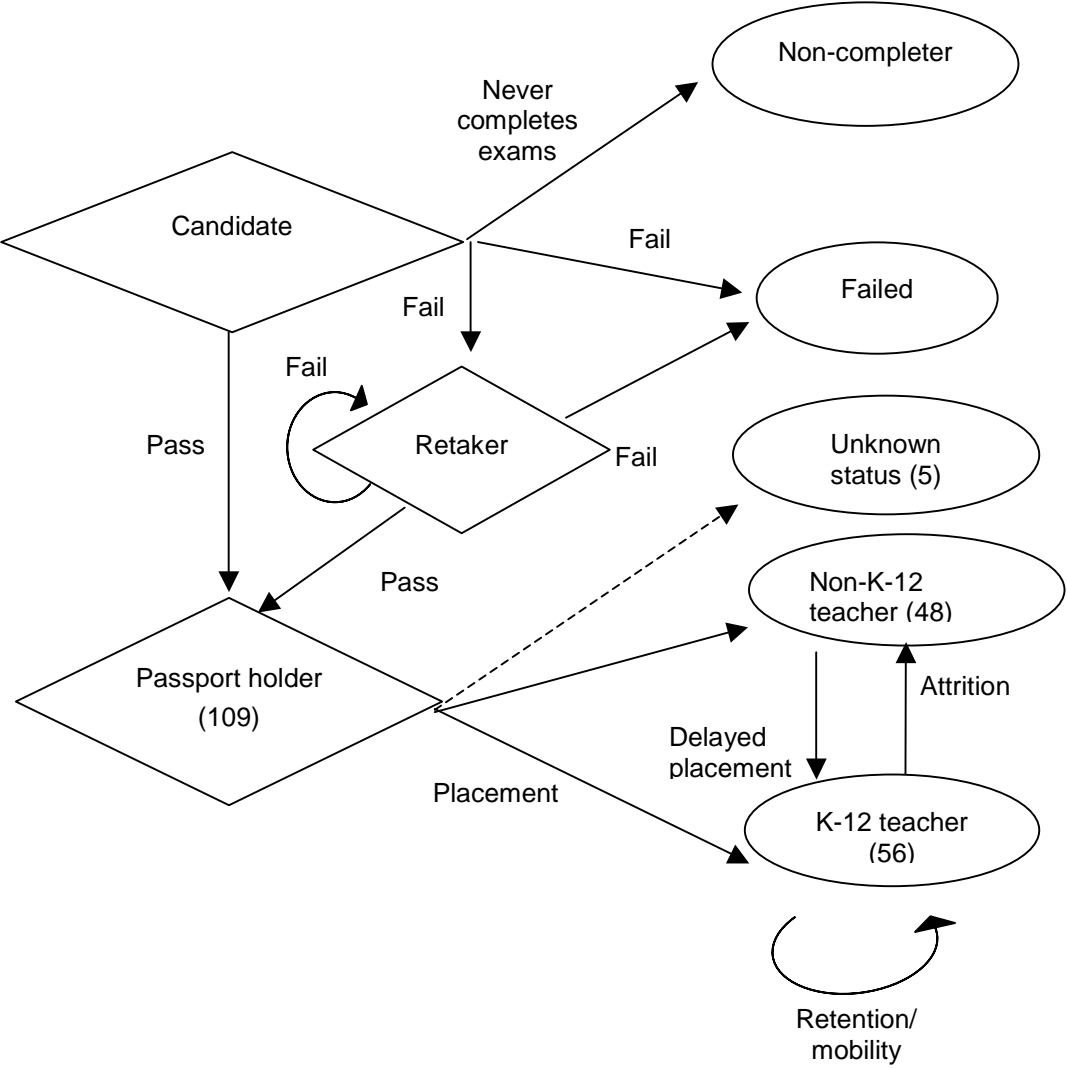 Non-completer
Never
completes
exams
Candidate
Fail
Failed
Fail
Fail
Retaker
Fail
Pass
Unknown
status (5)
Pass
Non-K-12
teacher (48)
Passport holder
(109)
Attrition
Delayed
placement
Placement
K-12 teacher
(56)
Retention/
mobility